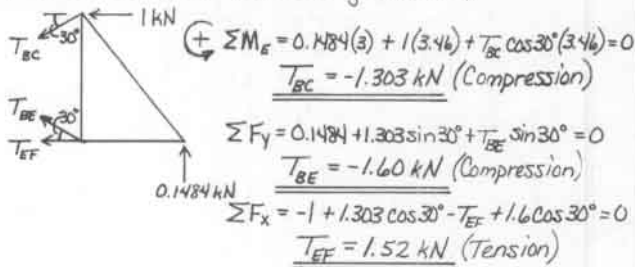 1 kN
30°
T_BC
T_BE
30°
T_EF
0.1484 kN
+ ΣM_E = 0.1484(3) + 1(3.46) + T_BC cos30°(3.46) = 0
T_BC = -1.303 kN (Compression)
ΣF_y = 0.1484 + 1.303 sin30° + T_BE sin30° = 0
T_BE = -1.60 kN (Compression)
ΣF_x = -1 + 1.303 cos30° - T_EF + 1.6 cos30° = 0
T_EF = 1.52 kN (Tension)